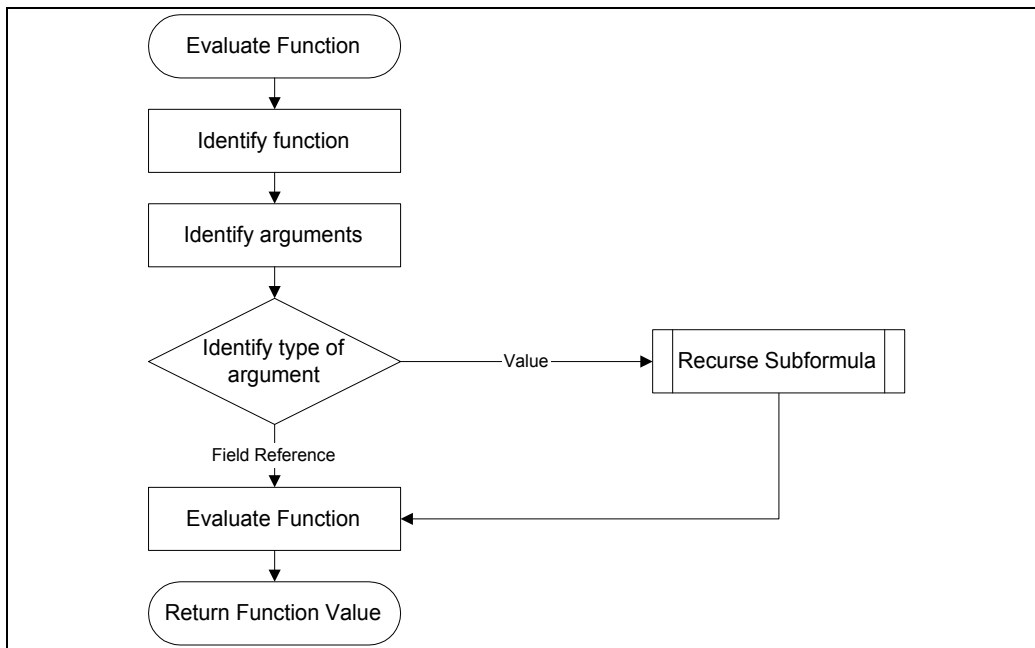 Evaluate Function
Identify function
Identify arguments
Identify type of
argument
Value
Recurse Subformula
Field Reference
Evaluate Function
Return Function Value